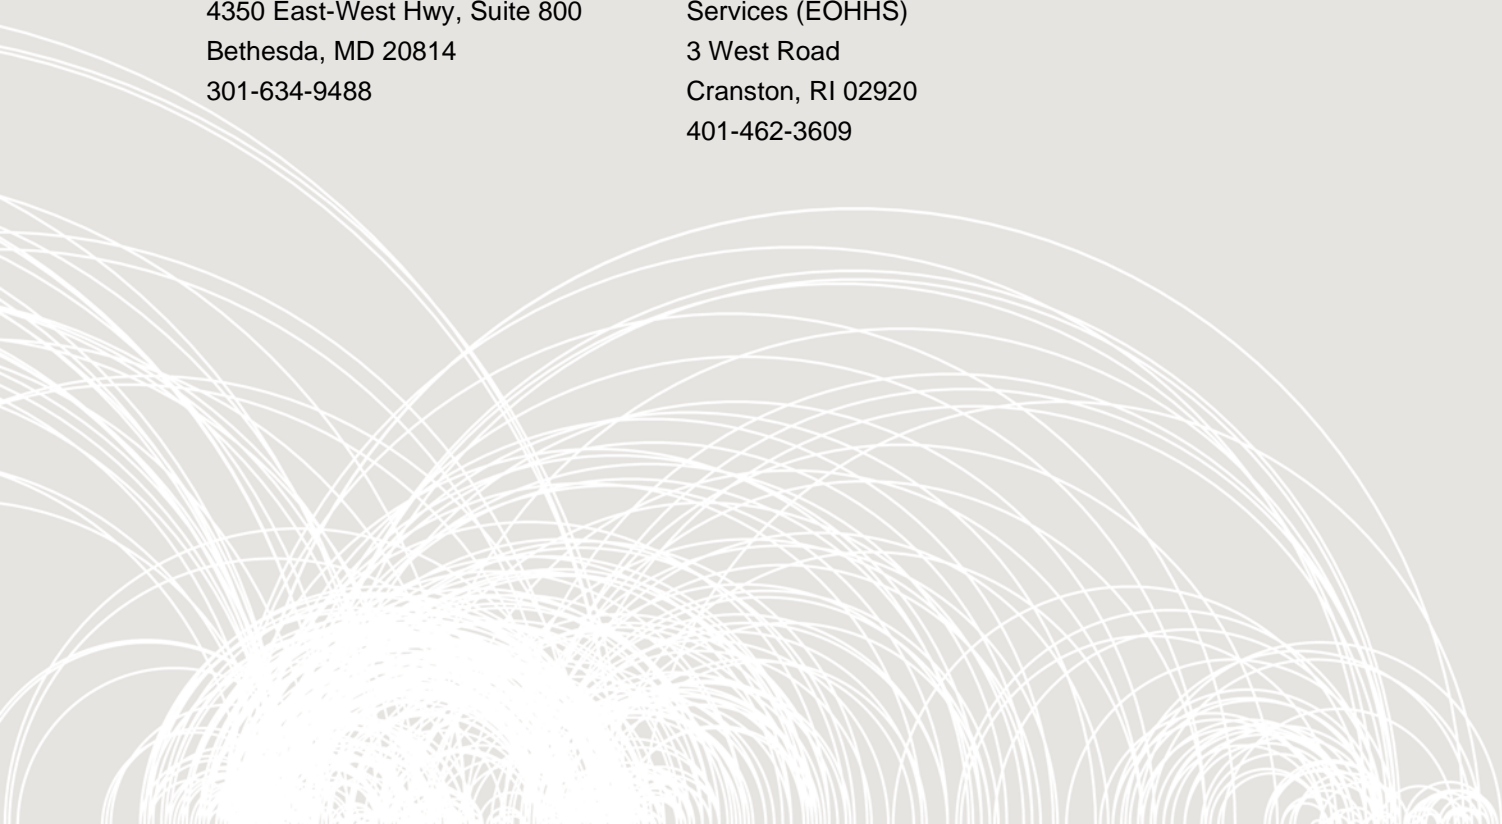 4350 East-West Hwy, Suite 800
Bethesda, MD 20814
301-634-9488
Services (EOHHS)
3 West Road
Cranston, RI 02920
401-462-3609